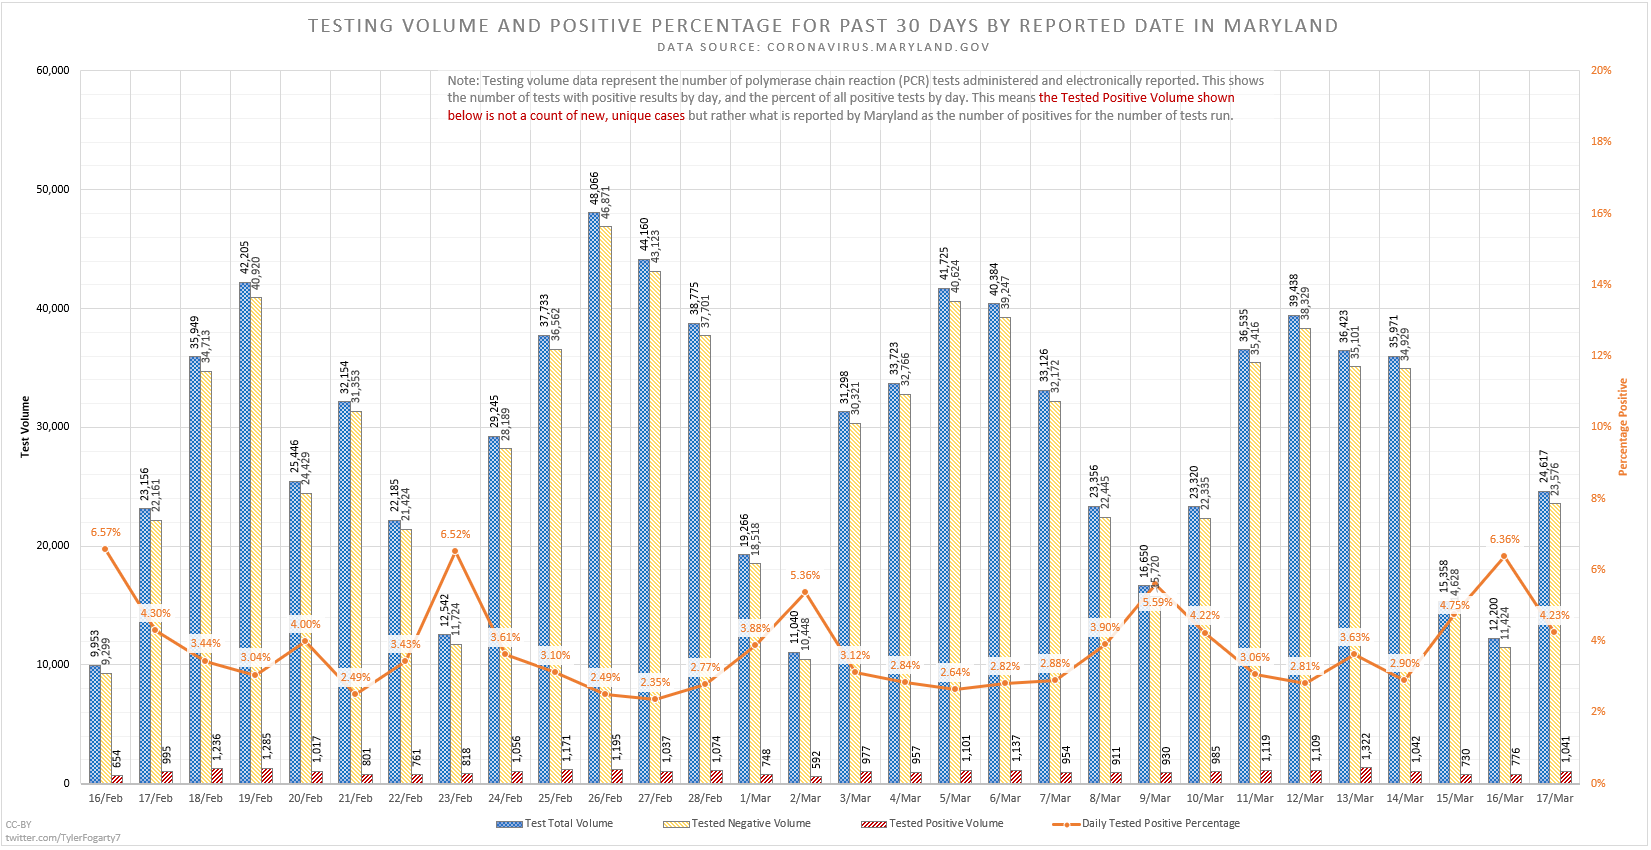 TESTING VOLUME AND POSITIVE PERCENTAGE FOR PAST 30 DAYS BY REPORTED DATE IN MARYLAND
DATA SOURCE: CORONAVIRUS.MARYLAND.GOV
Note: Testing volume data represent the number of polymerase chain reaction (PCR) tests administered and electronically reported. This shows
the number of tests with positive results by day, and the percent of all positive tests by day. This means the Tested Positive Volume shown
below is not a count of new, unique cases but rather what is reported by Maryland as the number of positives for the number of tests run.
Test Volume
60,000
50,000
40,000
30,000
20,000
10,000
0
Percentage Positive
20%
18%
16%
14%
12%
10%
8%
6%
4%
2%
0%
9,953 9,299 6.57% 654 16/Feb
23,156 22,161 4.30% 995 17/Feb
35,949 34,713 3.44% 1,236 18/Feb
42,205 40,920 3.04% 1,285 19/Feb
25,446 24,429 4.00% 1,017 20/Feb
32,154 31,353 2.49% 801 21/Feb
22,185 21,424 3.43% 761 22/Feb
12,542 11,724 6.52% 818 23/Feb
29,245 28,189 3.61% 1,056 24/Feb
37,733 36,562 3.10% 1,171 25/Feb
48,066 46,871 2.49% 1,195 26/Feb
44,160 43,123 2.35% 1,037 27/Feb
38,775 37,701 2.77% 1,074 28/Feb
19,266 18,518 3.88% 748 1/Mar
11,040 10,448 5.36% 592 2/Mar
31,298 30,321 3.12% 977 3/Mar
33,723 32,766 2.84% 957 4/Mar
41,725 40,624 2.64% 1,101 5/Mar
40,384 39,247 2.82% 1,137 6/Mar
33,126 32,172 2.88% 954 7/Mar
23,356 22,445 3.90% 911 8/Mar
16,650 5.59% 930 9/Mar
23,320 22,335 4.22% 985 10/Mar
36,535 35,416 3.06% 1,119 11/Mar
39,438 38,329 2.81% 1,109 12/Mar
36,423 35,101 3.63% 1,322 13/Mar
35,971 34,929 2.90% 1,042 14/Mar
15,358 4.75% 730 15/Mar
12,200 11,424 6.36% 776 16/Mar
24,617 23,576 4.23% 1,041 17/Mar
Test Total Volume
Tested Negative Volume
Tested Positive Volume
Daily Tested Positive Percentage
CC-BY
twitter.com/TylerFogarty7